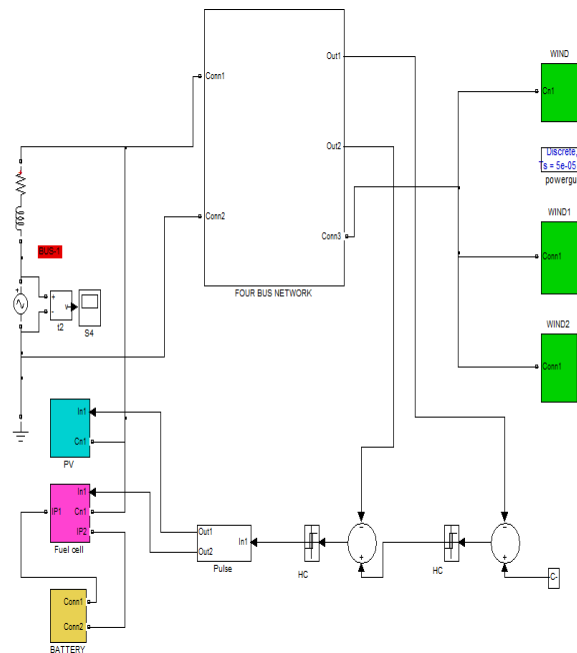 WIND
Out1
Conn1
Cn1
Out2
Discrete,
Ts = 5e-05
powergu
Conn2
Conn3
WIND1
BUS-1
Conn1
+
+
-
v
t2
S4
FOUR BUS NETWORK
WIND2
Conn1
In1
Cn1
PV
In1
IP1
Cn1
IP2
Fuel cell
Out1
Out2
In1
Pulse
HC
-
+
HC
-
+
C-
Conn1
Conn2
BATTERY